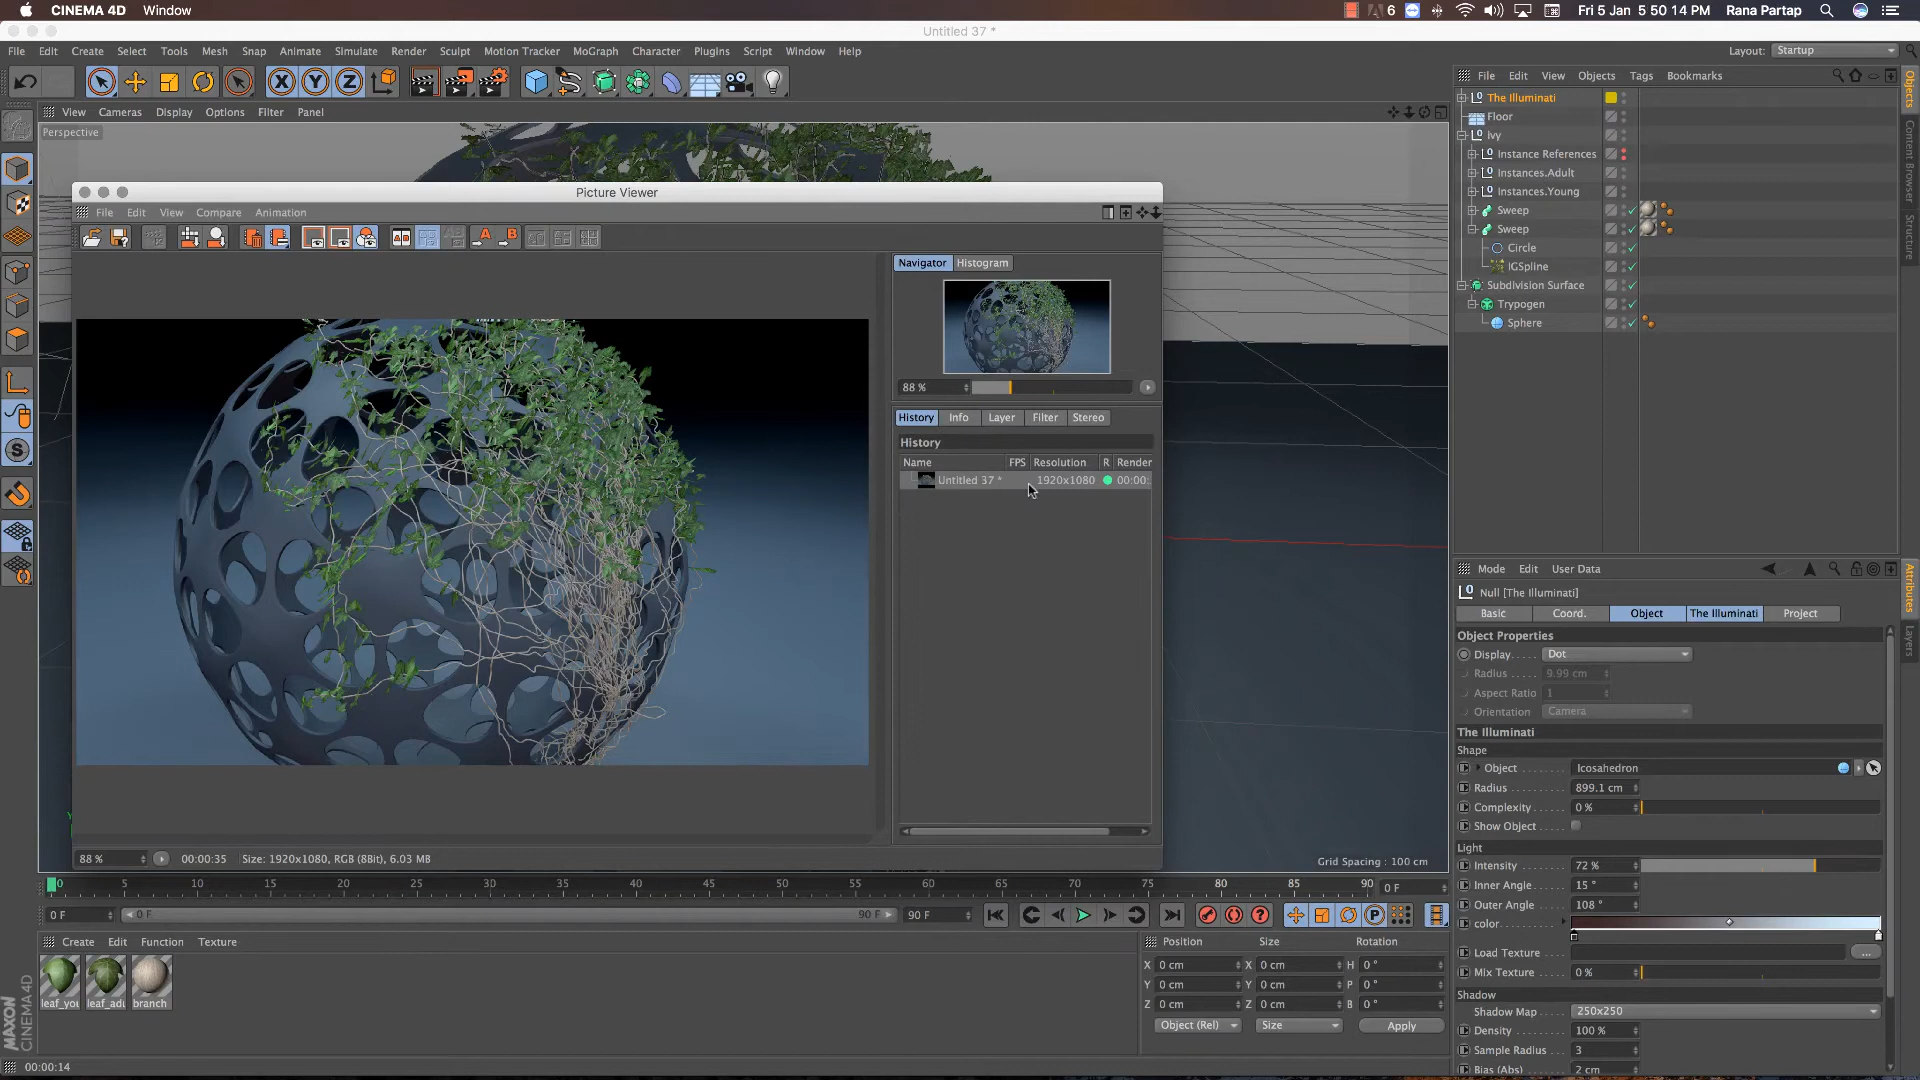 CINEMA 4D Window 6 Fri 5 Jan 5 50 14 PM Rana Partap
Untitled 37 *
File Edit Create Select Tools Mesh Snap Animate Simulate Render Sculpt Motion Tracker MoGraph Character Plugins Script Window Help Layout: Startup
X Y Z
File Edit View Objects Tags Bookmarks
The Illuminati
Floor
ivy
Instance References
Instances.Adult
Instances.Young
Sweep
Sweep
Circle
IGSpline
Subdivision Surface
Trypogen
Sphere
Objects
Content Browser
Structure
View Cameras Display Options Filter Panel
Perspective
Picture Viewer
File Edit View Compare Animation
A B AB A B
Navigator Histogram
88 %
History Info Layer Filter Stereo
History
Name FPS Resolution R Render
Untitled 37 * 1920x1080 00:00:
88 % 00:00:35 Size: 1920x1080, RGB (8Bit), 6.03 MB
Grid Spacing : 100 cm
Y
0 5 10 15 20 25 30 35 40 45 50 55 60 65 70 75 80 85 90 0 F
0 F 0 F 90 F 90 F
P
Create Edit Function Texture
leaf_you leaf_adu branch
Position Size Rotation
X 0 cm X 0 cm H 0 °
Y 0 cm Y 0 cm P 0 °
Z 0 cm Z 0 cm B 0 °
Object (Rel) Size Apply
MAXON
CINEMA 4D
00:00:14
Mode Edit User Data
Null [The Illuminati]
Basic Coord. Object The Illuminati Project
Object Properties
Display Dot
Radius 9.99 cm
Aspect Ratio 1
Orientation Camera
The Illuminati
Shape
Object Icosahedron
Radius 899.1 cm
Complexity 0 %
Show Object
Light
Intensity 72 %
Inner Angle 15 °
Outer Angle 108 °
color
Load Texture ...
Mix Texture 0 %
Shadow
Shadow Map 250x250
Density 100 %
Sample Radius 3
Bias (Abs) 2 cm
Attributes
Layers